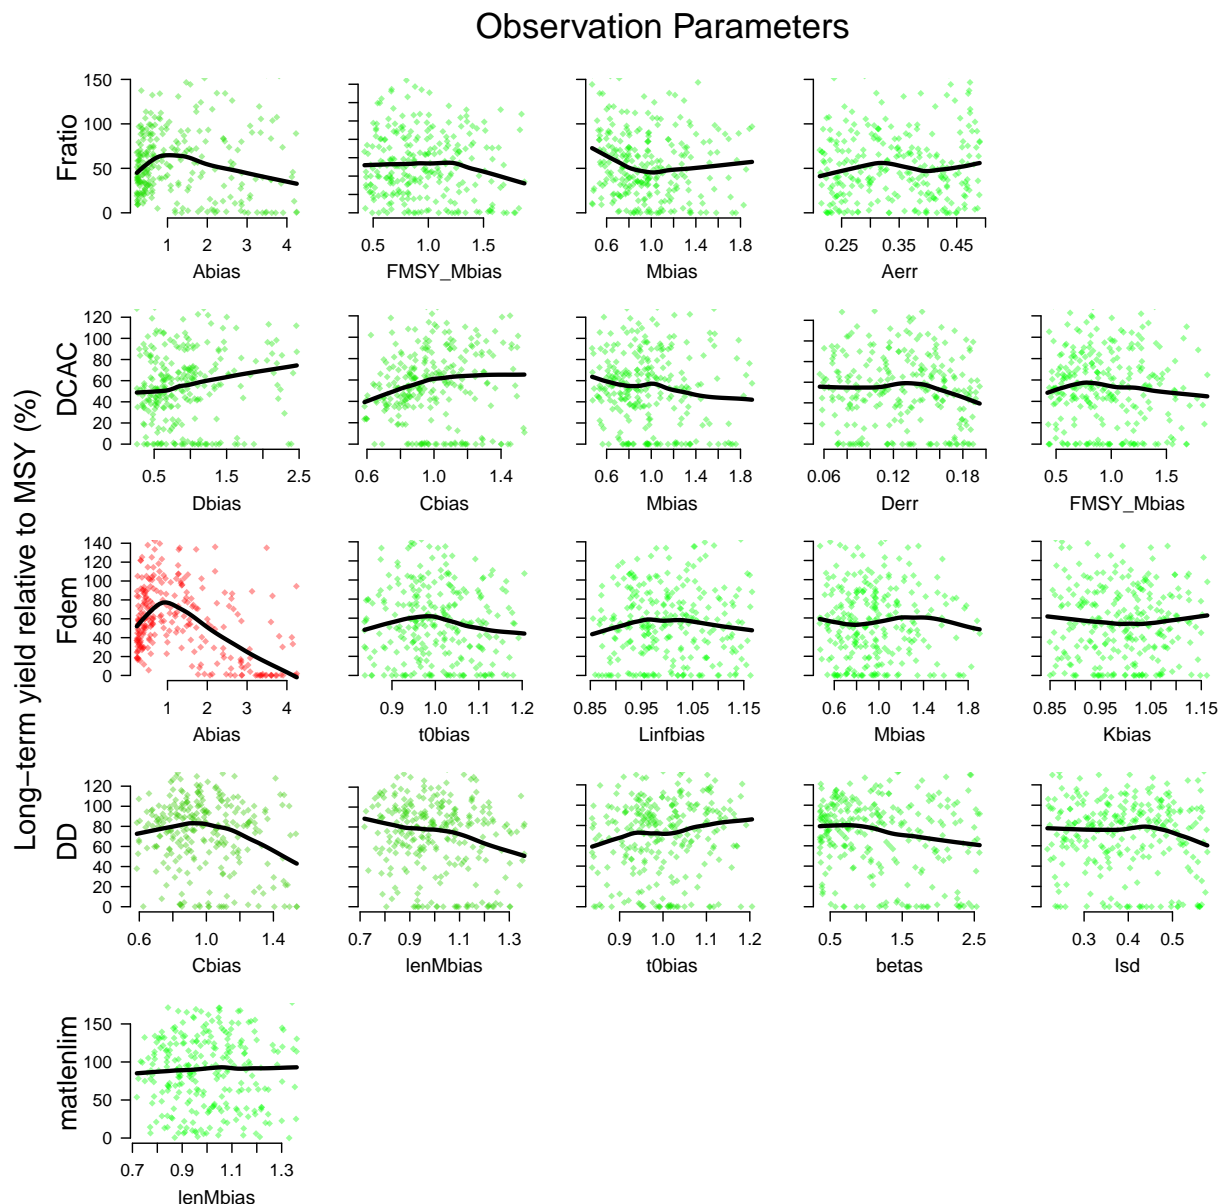 Observation Parameters
Long−term yield relative to MSY (%)
Fratio
150
100
50
0
1 2 3 4
Abias
0.5 1.0 1.5
FMSY_Mbias
0.6 1.0 1.4 1.8
Mbias
0.25 0.35 0.45
Aerr
DCAC
120
100
80
60
40
20
0
0.5 1.5 2.5
Dbias
0.6 1.0 1.4
Cbias
0.6 1.0 1.4 1.8
Mbias
0.06 0.12 0.18
Derr
0.5 1.0 1.5
FMSY_Mbias
Fdem
140
120
100
80
60
40
20
0
1 2 3 4
Abias
0.9 1.0 1.1 1.2
t0bias
0.85 0.95 1.05 1.15
Linfbias
0.6 1.0 1.4 1.8
Mbias
0.85 0.95 1.05 1.15
Kbias
DD
120
100
80
60
40
20
0
0.6 1.0 1.4
Cbias
0.7 0.9 1.1 1.3
lenMbias
0.9 1.0 1.1 1.2
t0bias
0.5 1.5 2.5
betas
0.3 0.4 0.5
Isd
matlenlim
150
100
50
0
0.7 0.9 1.1 1.3
lenMbias